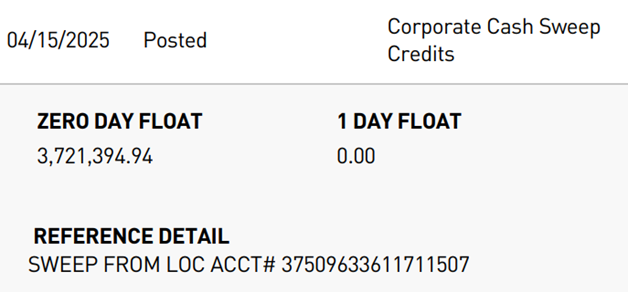 04/15/2025 Posted Corporate Cash Sweep
Credits
ZERO DAY FLOAT 1 DAY FLOAT
3,721,394.94 0.00
REFERENCE DETAIL
SWEEP FROM LOC ACCT# 37509633611711507